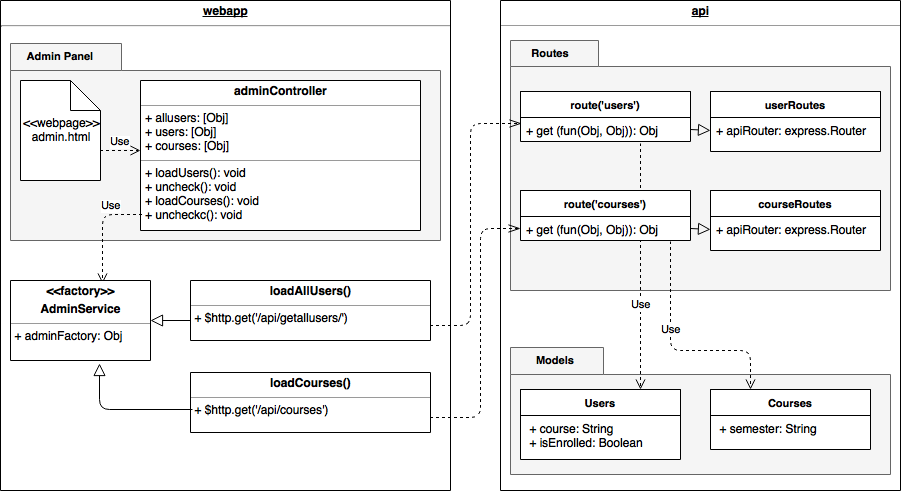 webapp
Admin Panel
<<webpage>>
admin.html
Use
adminController
+ allusers: [Obj]
+ users: [Obj]
+ courses: [Obj]
+ loadUsers(): void
+ uncheck(): void
+ loadCourses(): void
+ uncheckc(): void
Use
<<factory>>
AdminService
+ adminFactory: Obj
loadAllUsers()
+ $http.get('/api/getallusers/')
loadCourses()
+ $http.get('/api/courses')
api
Routes
route('users')
+ get (fun(Obj, Obj)): Obj
userRoutes
+ apiRouter: express.Router
route('courses')
+ get (fun(Obj, Obj)): Obj
courseRoutes
+ apiRouter: express.Router
Use
Use
Models
Users
+ course: String
+ isEnrolled: Boolean
Courses
+ semester: String